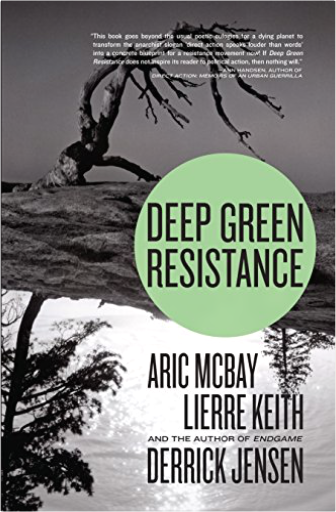 "This book goes beyond the usual poetic eulogies for a dying planet to
transform the anarchist slogan 'direct action speaks louder than words'
into a concrete blueprint for a resistance movement now! If Deep Green
Resistance does not inspire its reader to political action, then nothing will."
—ANN HANSEN, AUTHOR OF
DIRECT ACTION: MEMOIRS OF AN URBAN GUERRILLA
DEEP GREEN
RESISTANCE
ARIC MCBAY
LIERRE KEITH
AND THE AUTHOR OF ENDGAME
DERRICK JENSEN